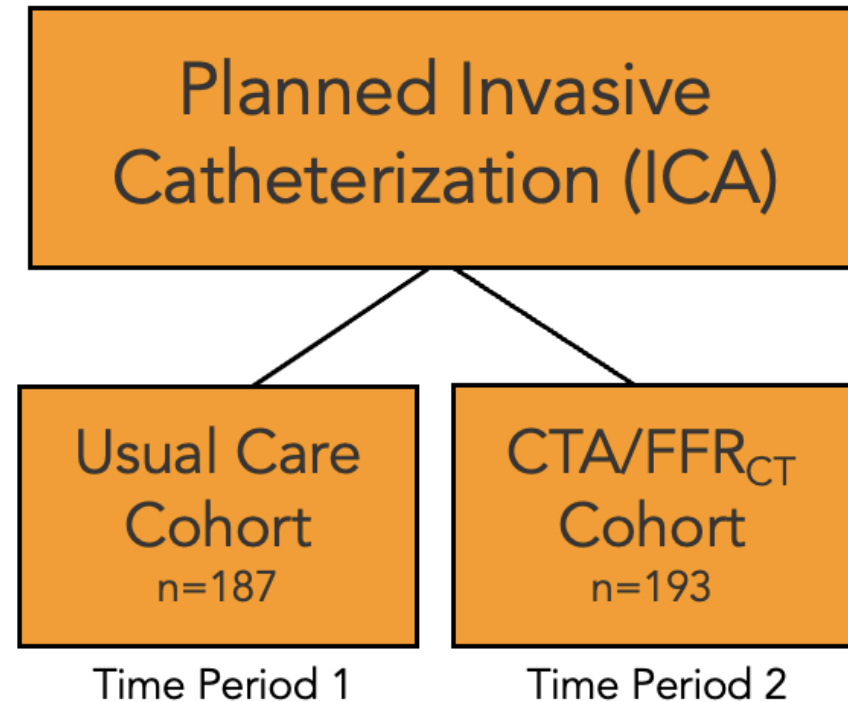 Planned Invasive
Catheterization (ICA)
Usual Care
Cohort
n=187
CTA/FFRCT
Cohort
n=193
Time Period 1
Time Period 2